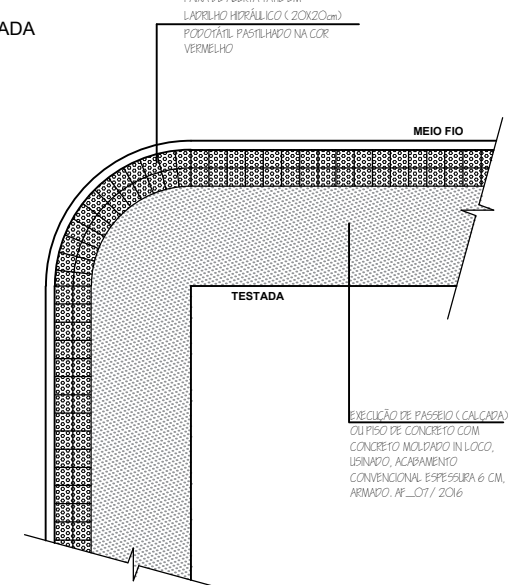 ADA
LADRILHO HIDRÁULICO ( 20X20cm)
PODOTÁTIL PASTILHADO NA COR
VERMELHO
MEIO FIO
TESTADA
EXECUÇÃO DE PASSEIO ( CALÇADA)
OU PISO DE CONCRETO COM
CONCRETO MOLDADO IN LOCO,
USINADO, ACABAMENTO
CONVENCIONAL ESPESSURA 6 CM,
ARMADO. AF_07/ 2016